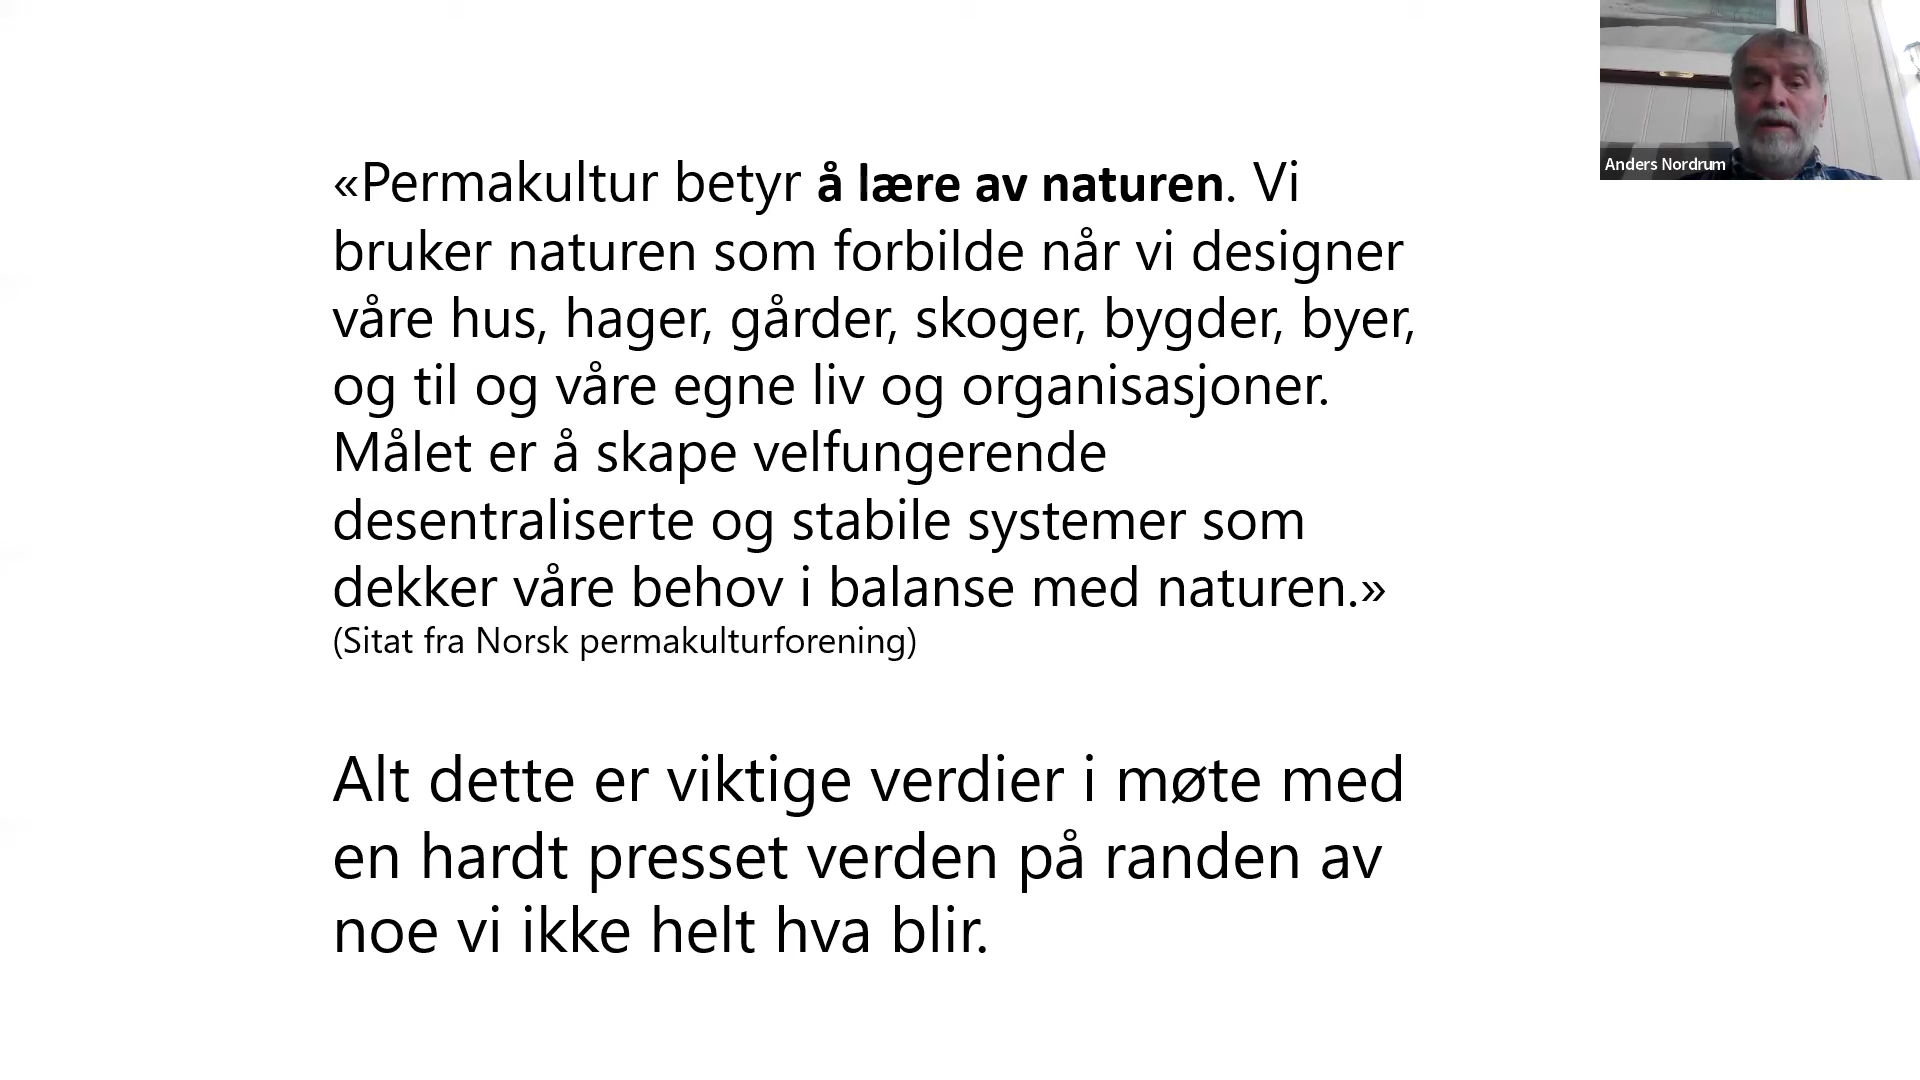 «Permakultur betyr å lære av naturen. Vi
bruker naturen som forbilde når vi designer
våre hus, hager, gårder, skoger, bygder, byer,
og til og våre egne liv og organisasjoner.
Målet er å skape velfungerende
desentraliserte og stabile systemer som
dekker våre behov i balanse med naturen.»
(Sitat fra Norsk permakulturforening)
Alt dette er viktige verdier i møte med
en hardt presset verden på randen av
noe vi ikke helt hva blir.
Anders Nordrum